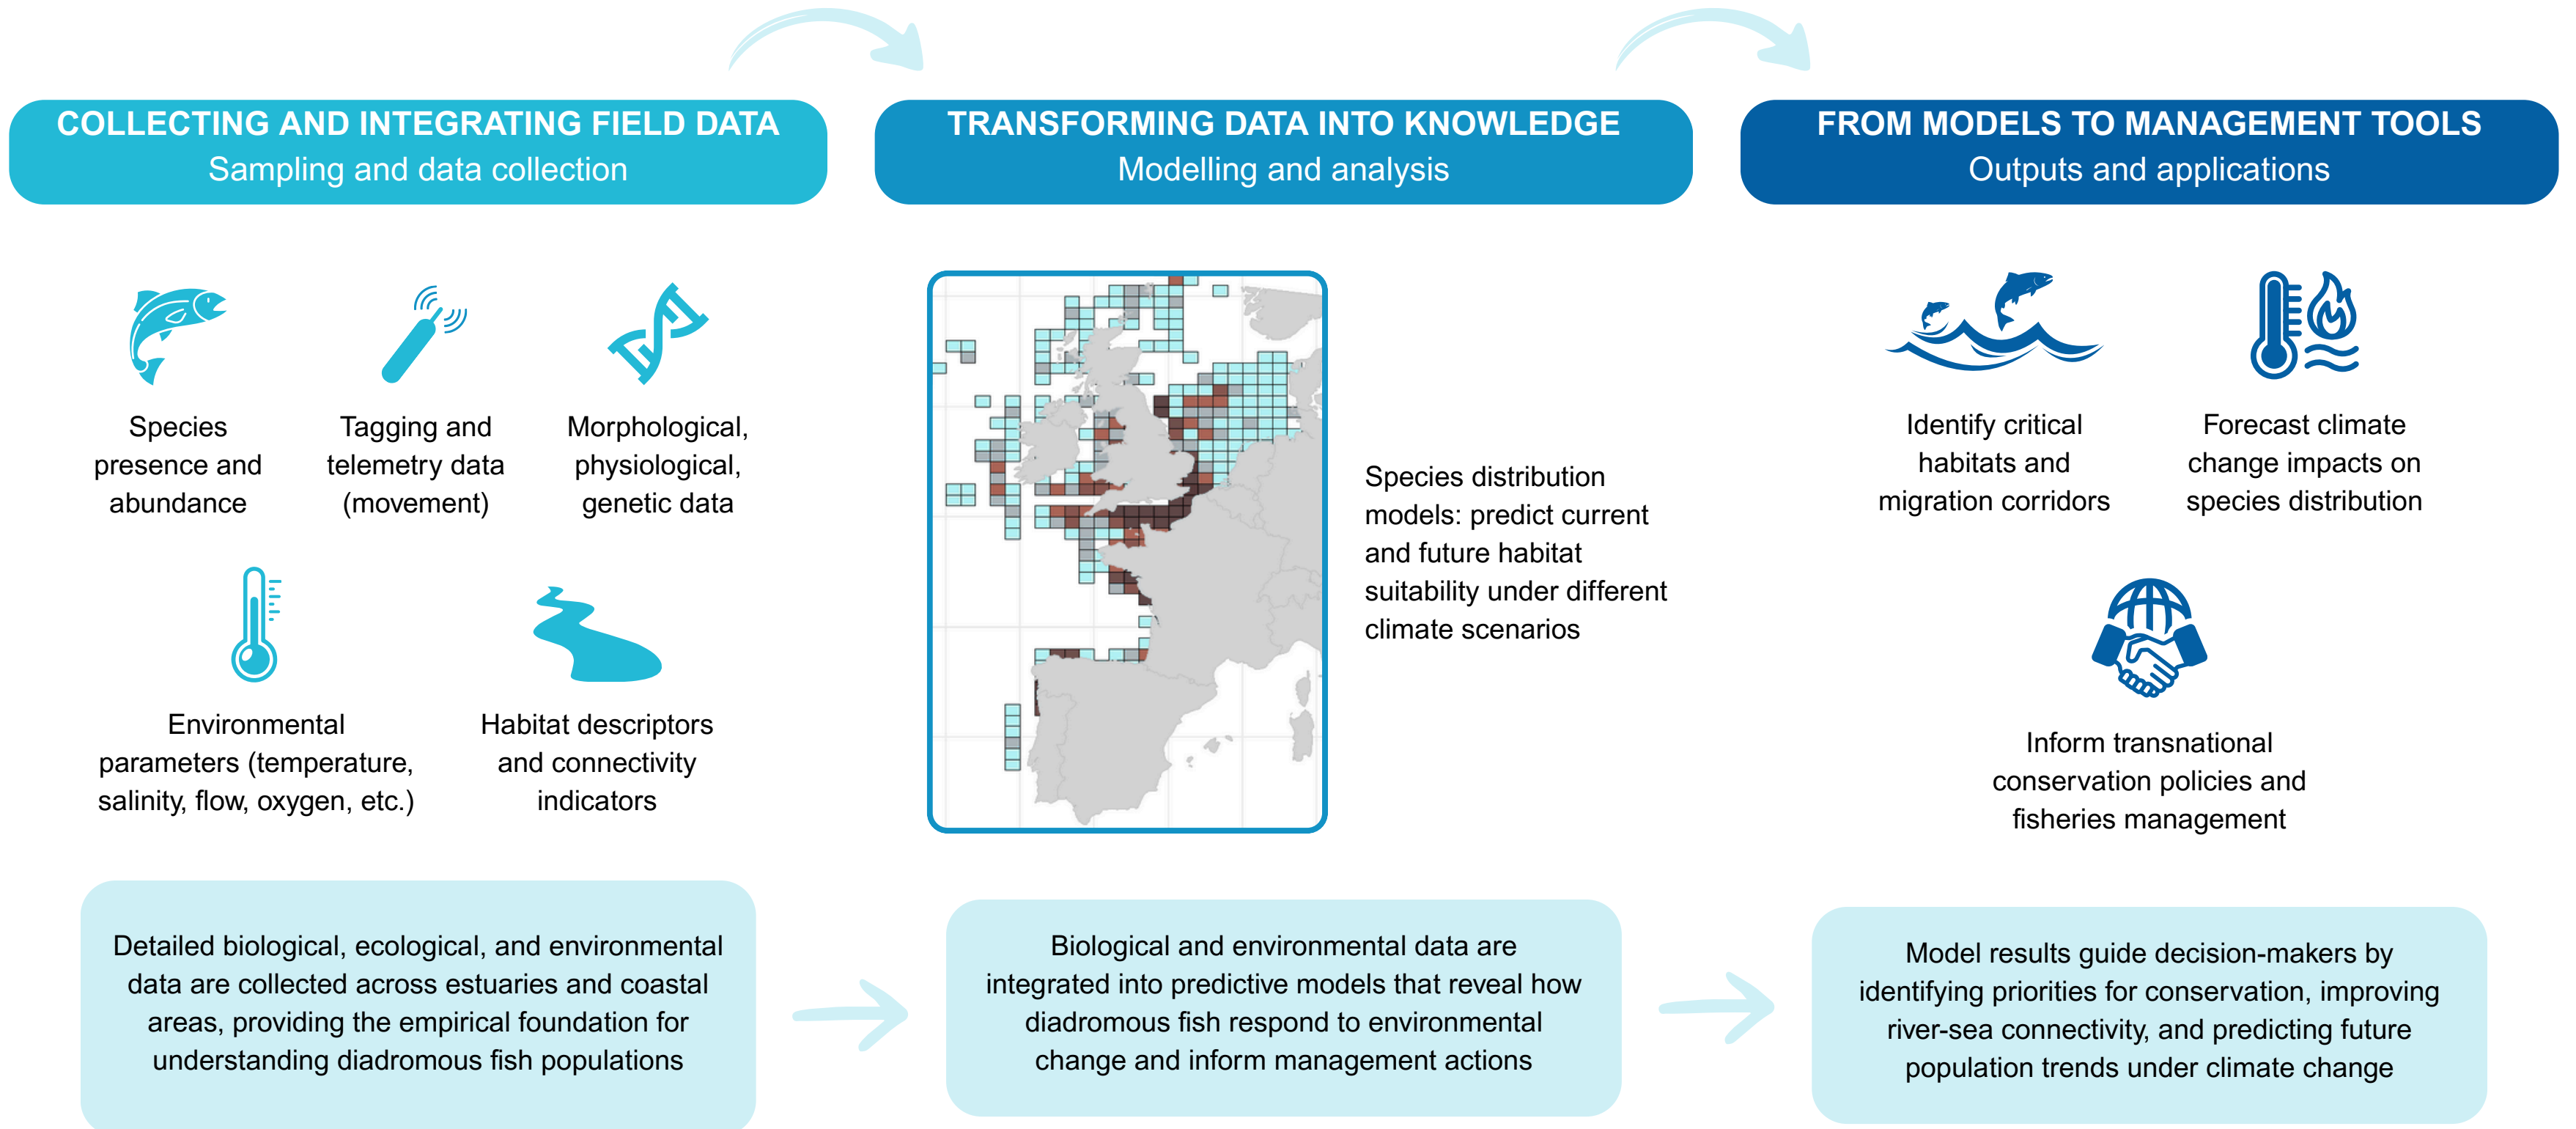 COLLECTING AND INTEGRATING FIELD DATA
Sampling and data collection
Species
presence and
abundance
Tagging and
telemetry data
(movement)
Morphological,
physiological,
genetic data
Environmental
parameters (temperature,
salinity, flow, oxygen, etc.)
Habitat descriptors
and connectivity
indicators
Detailed biological, ecological, and environmental
data are collected across estuaries and coastal
areas, providing the empirical foundation for
understanding diadromous fish populations
TRANSFORMING DATA INTO KNOWLEDGE
Modelling and analysis
Species distribution
models: predict current
and future habitat
suitability under different
climate scenarios
Biological and environmental data are
integrated into predictive models that reveal how
diadromous fish respond to environmental
change and inform management actions
FROM MODELS TO MANAGEMENT TOOLS
Outputs and applications
Identify critical
habitats and
migration corridors
Forecast climate
change impacts on
species distribution
Inform transnational
conservation policies and
fisheries management
Model results guide decision-makers by
identifying priorities for conservation, improving
river-sea connectivity, and predicting future
population trends under climate change